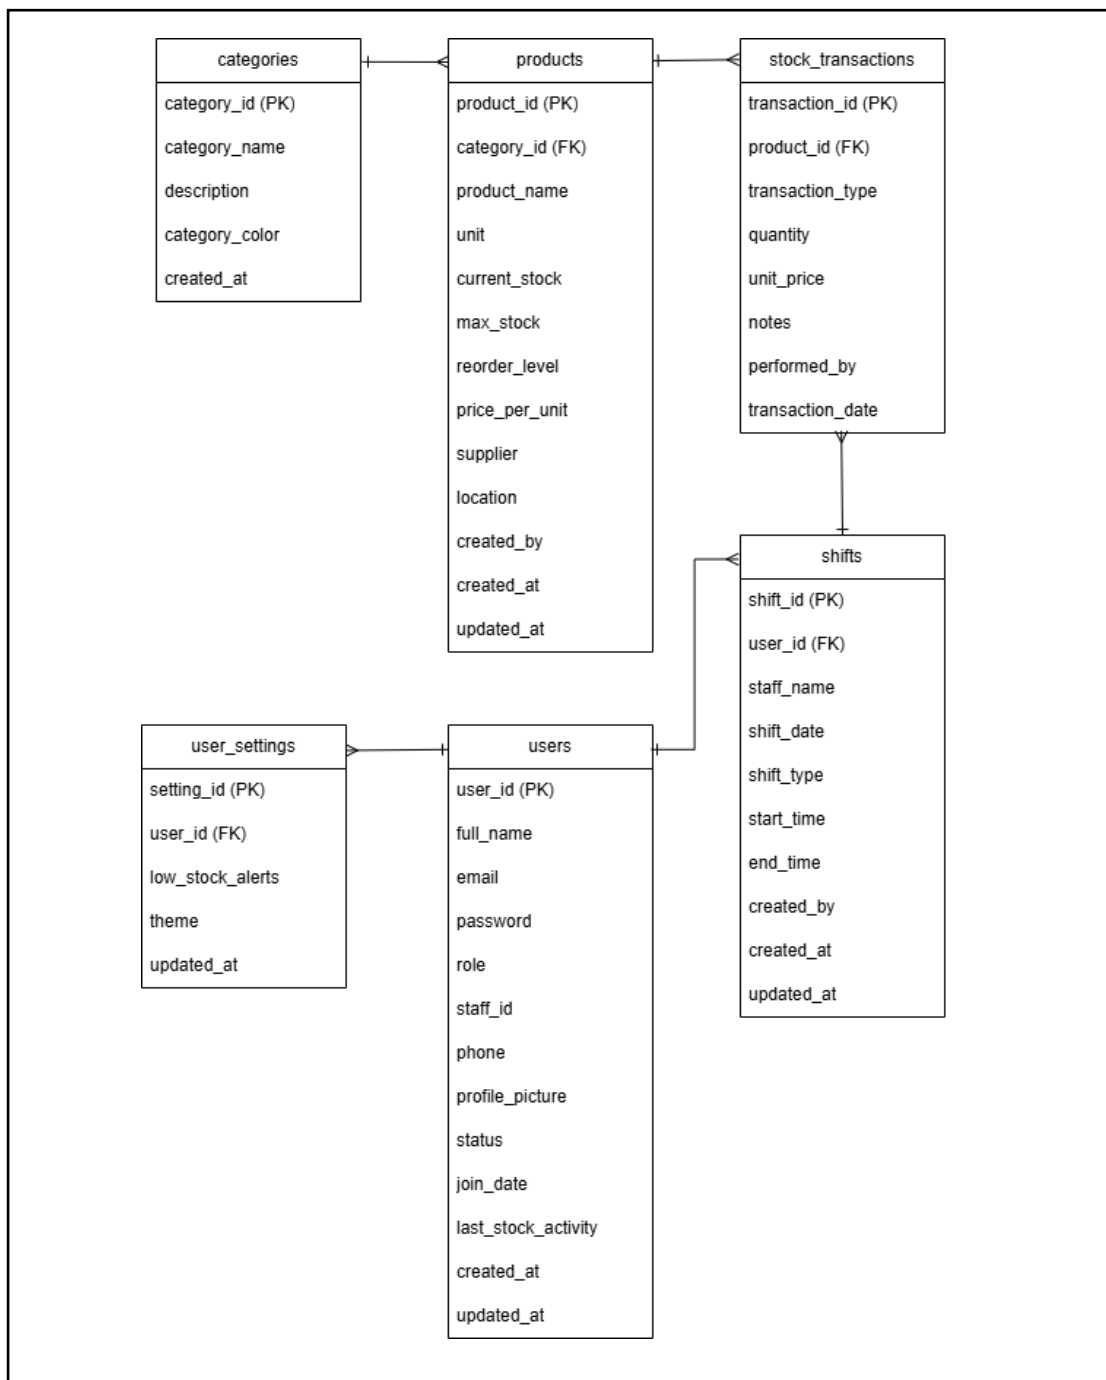 categories
category_id (PK)
category_name
description
category_color
created_at
products
product_id (PK)
category_id (FK)
product_name
unit
current_stock
max_stock
reorder_level
price_per_unit
supplier
location
created_by
created_at
updated_at
stock_transactions
transaction_id (PK)
product_id (FK)
transaction_type
quantity
unit_price
notes
performed_by
transaction_date
shifts
shift_id (PK)
user_id (FK)
staff_name
shift_date
shift_type
start_time
end_time
created_by
created_at
updated_at
user_settings
setting_id (PK)
user_id (FK)
low_stock_alerts
theme
updated_at
users
user_id (PK)
full_name
email
password
role
staff_id
phone
profile_picture
status
join_date
last_stock_activity
created_at
updated_at